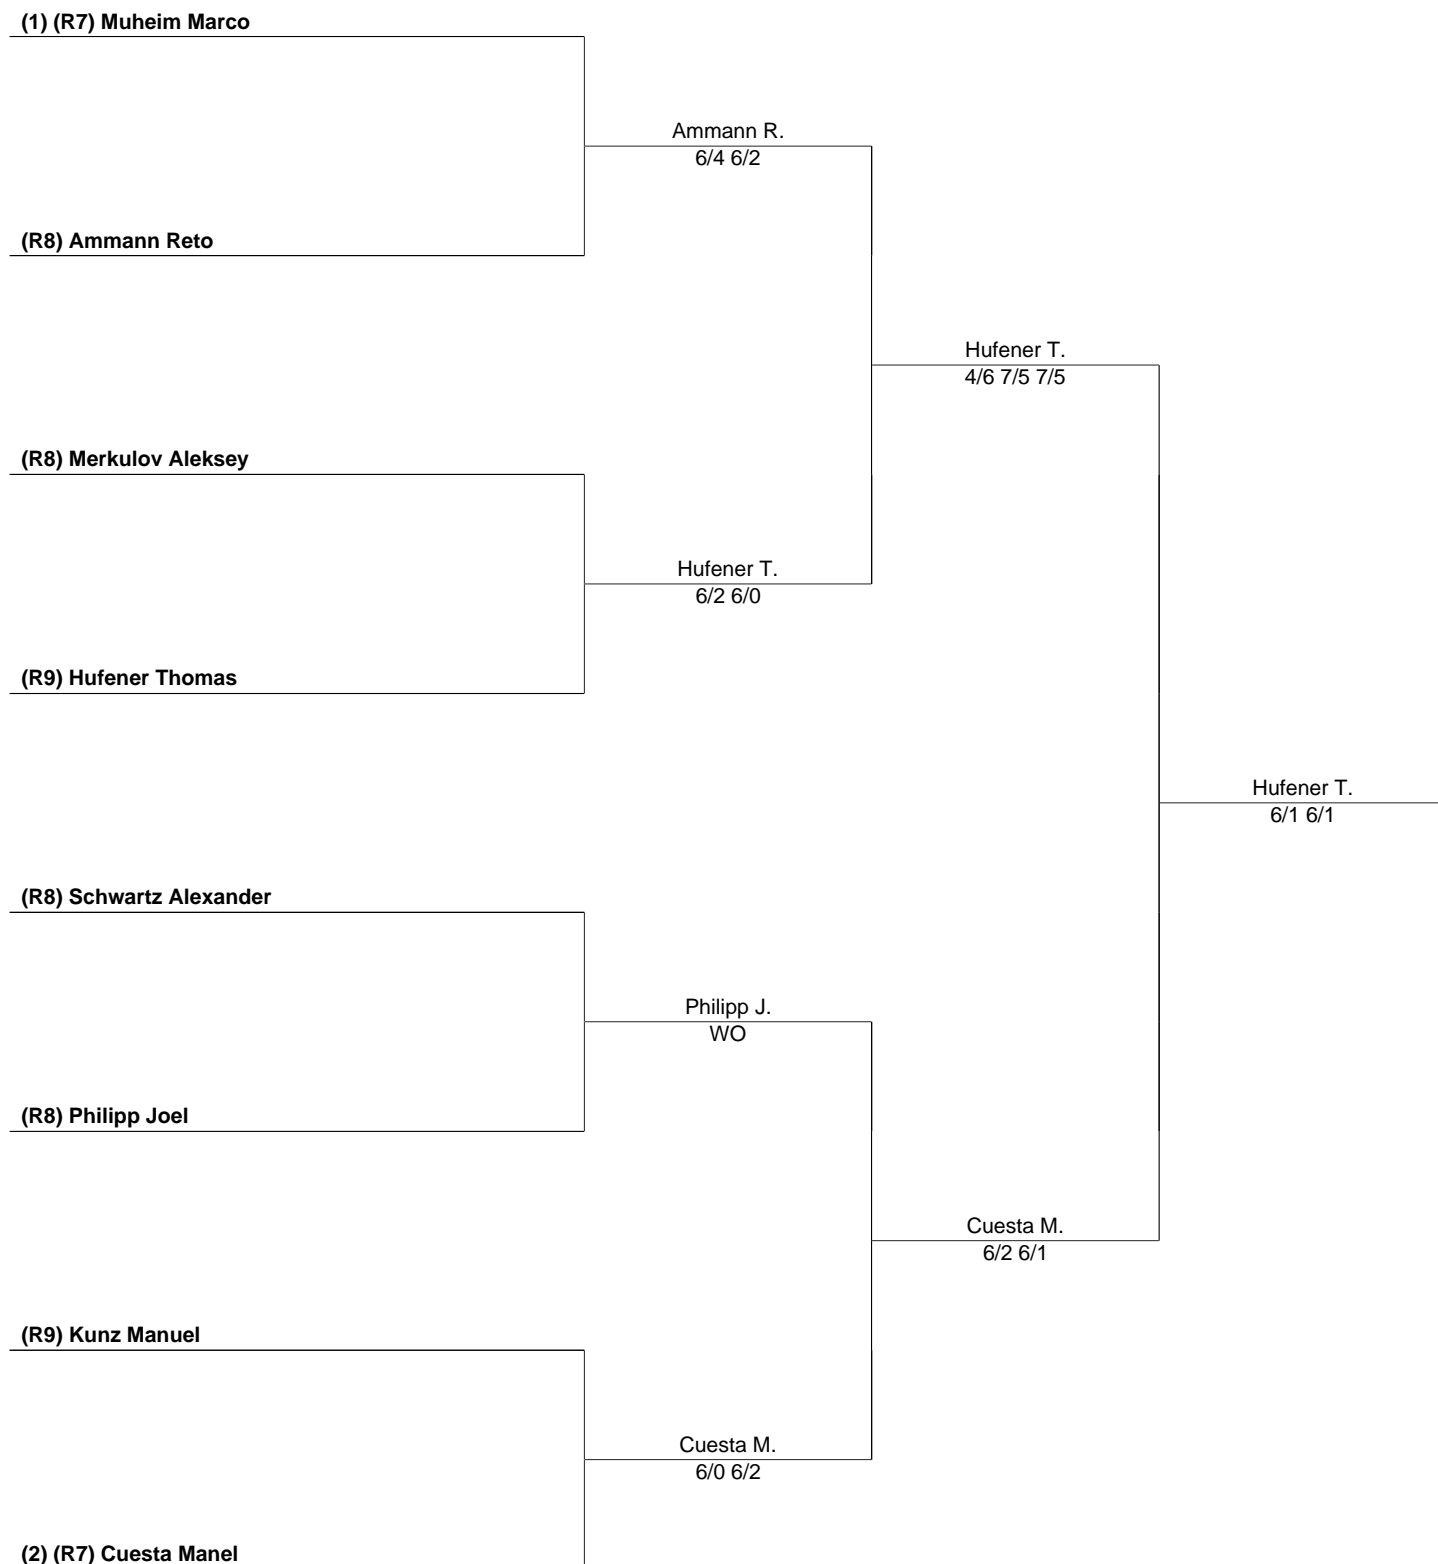 (1) (R7) Muheim Marco
Ammann R.
6/4 6/2
(R8) Ammann Reto
Hufener T.
4/6 7/5 7/5
(R8) Merkulov Aleksey
Hufener T.
6/2 6/0
(R9) Hufener Thomas
Hufener T.
6/1 6/1
(R8) Schwartz Alexander
Philipp J.
WO
(R8) Philipp Joel
Cuesta M.
6/2 6/1
(R9) Kunz Manuel
Cuesta M.
6/0 6/2
(2) (R7) Cuesta Manel